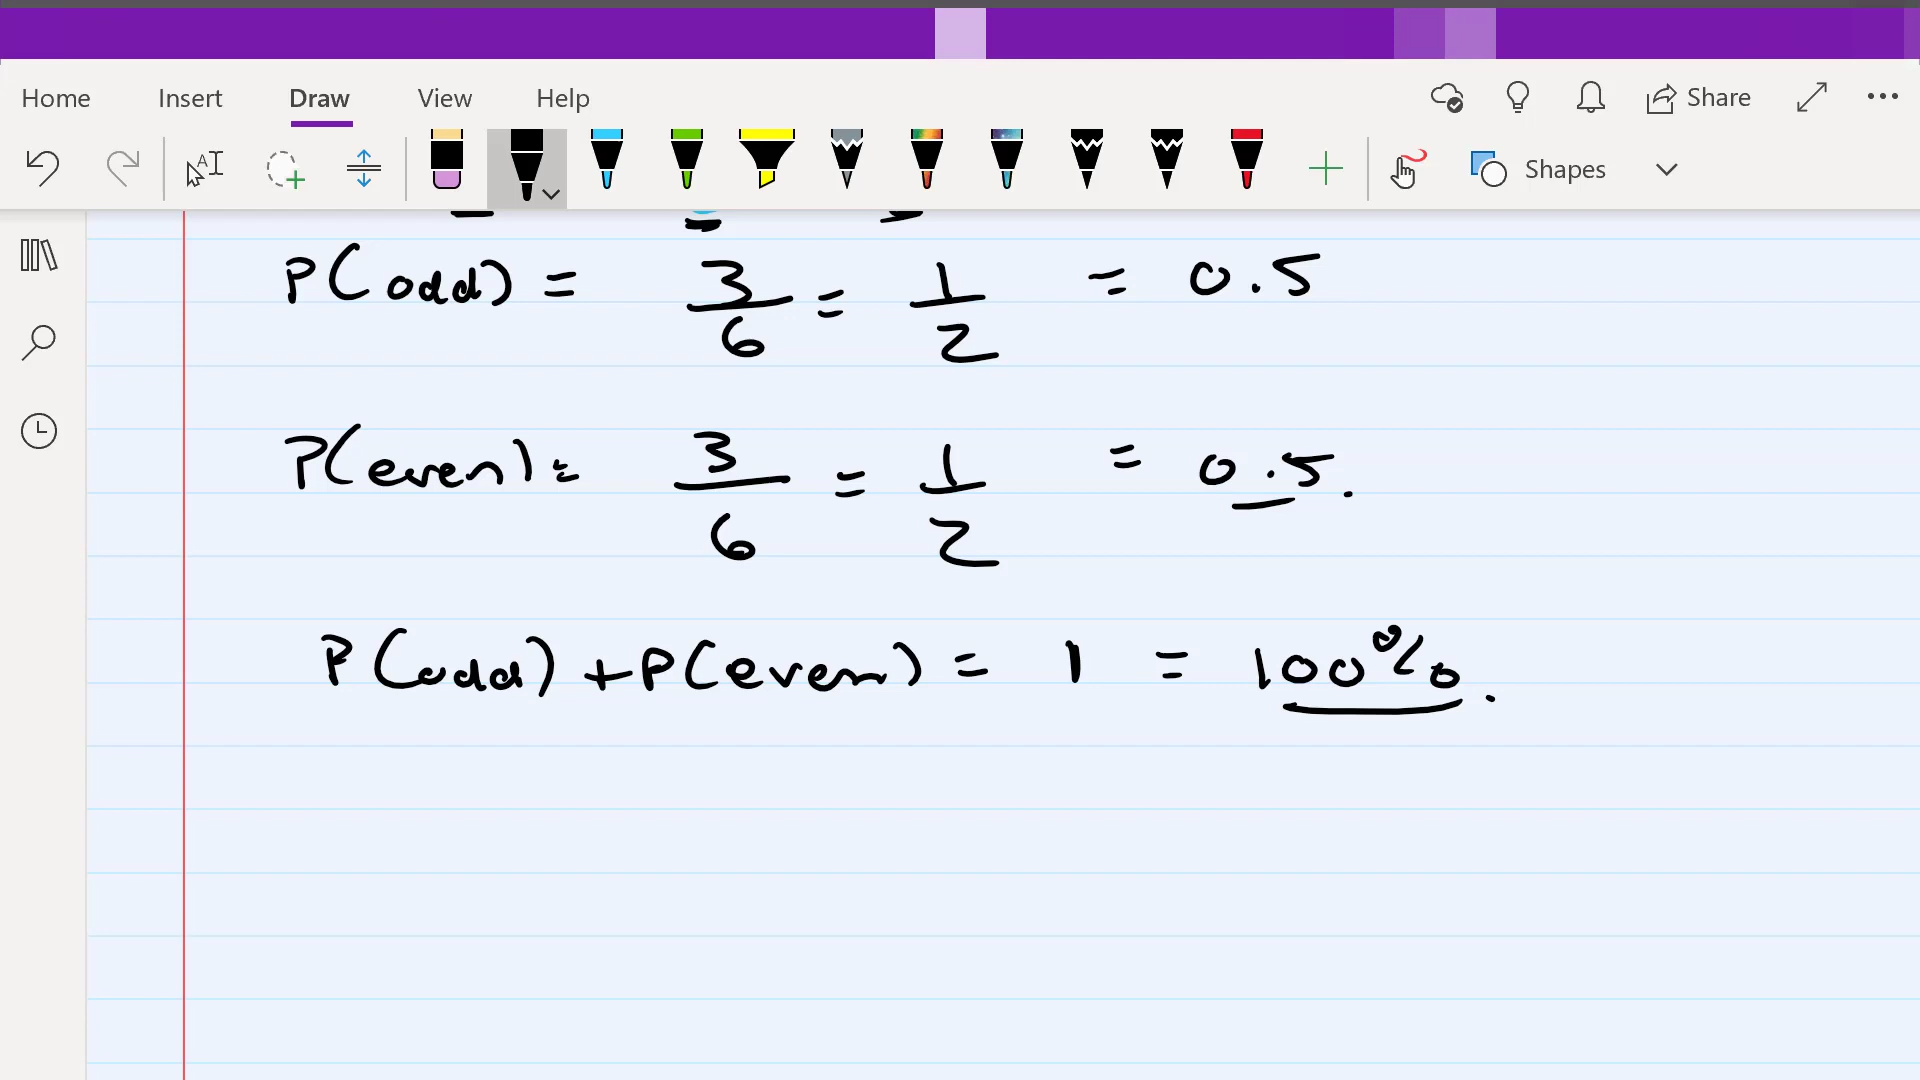 Home Insert Draw View Help Share
Shapes
P(odd) = 3/6 = 1/2 = 0.5
P(even) = 3/6 = 1/2 = 0.5.
P(odd) + P(even) = 1 = 100%.